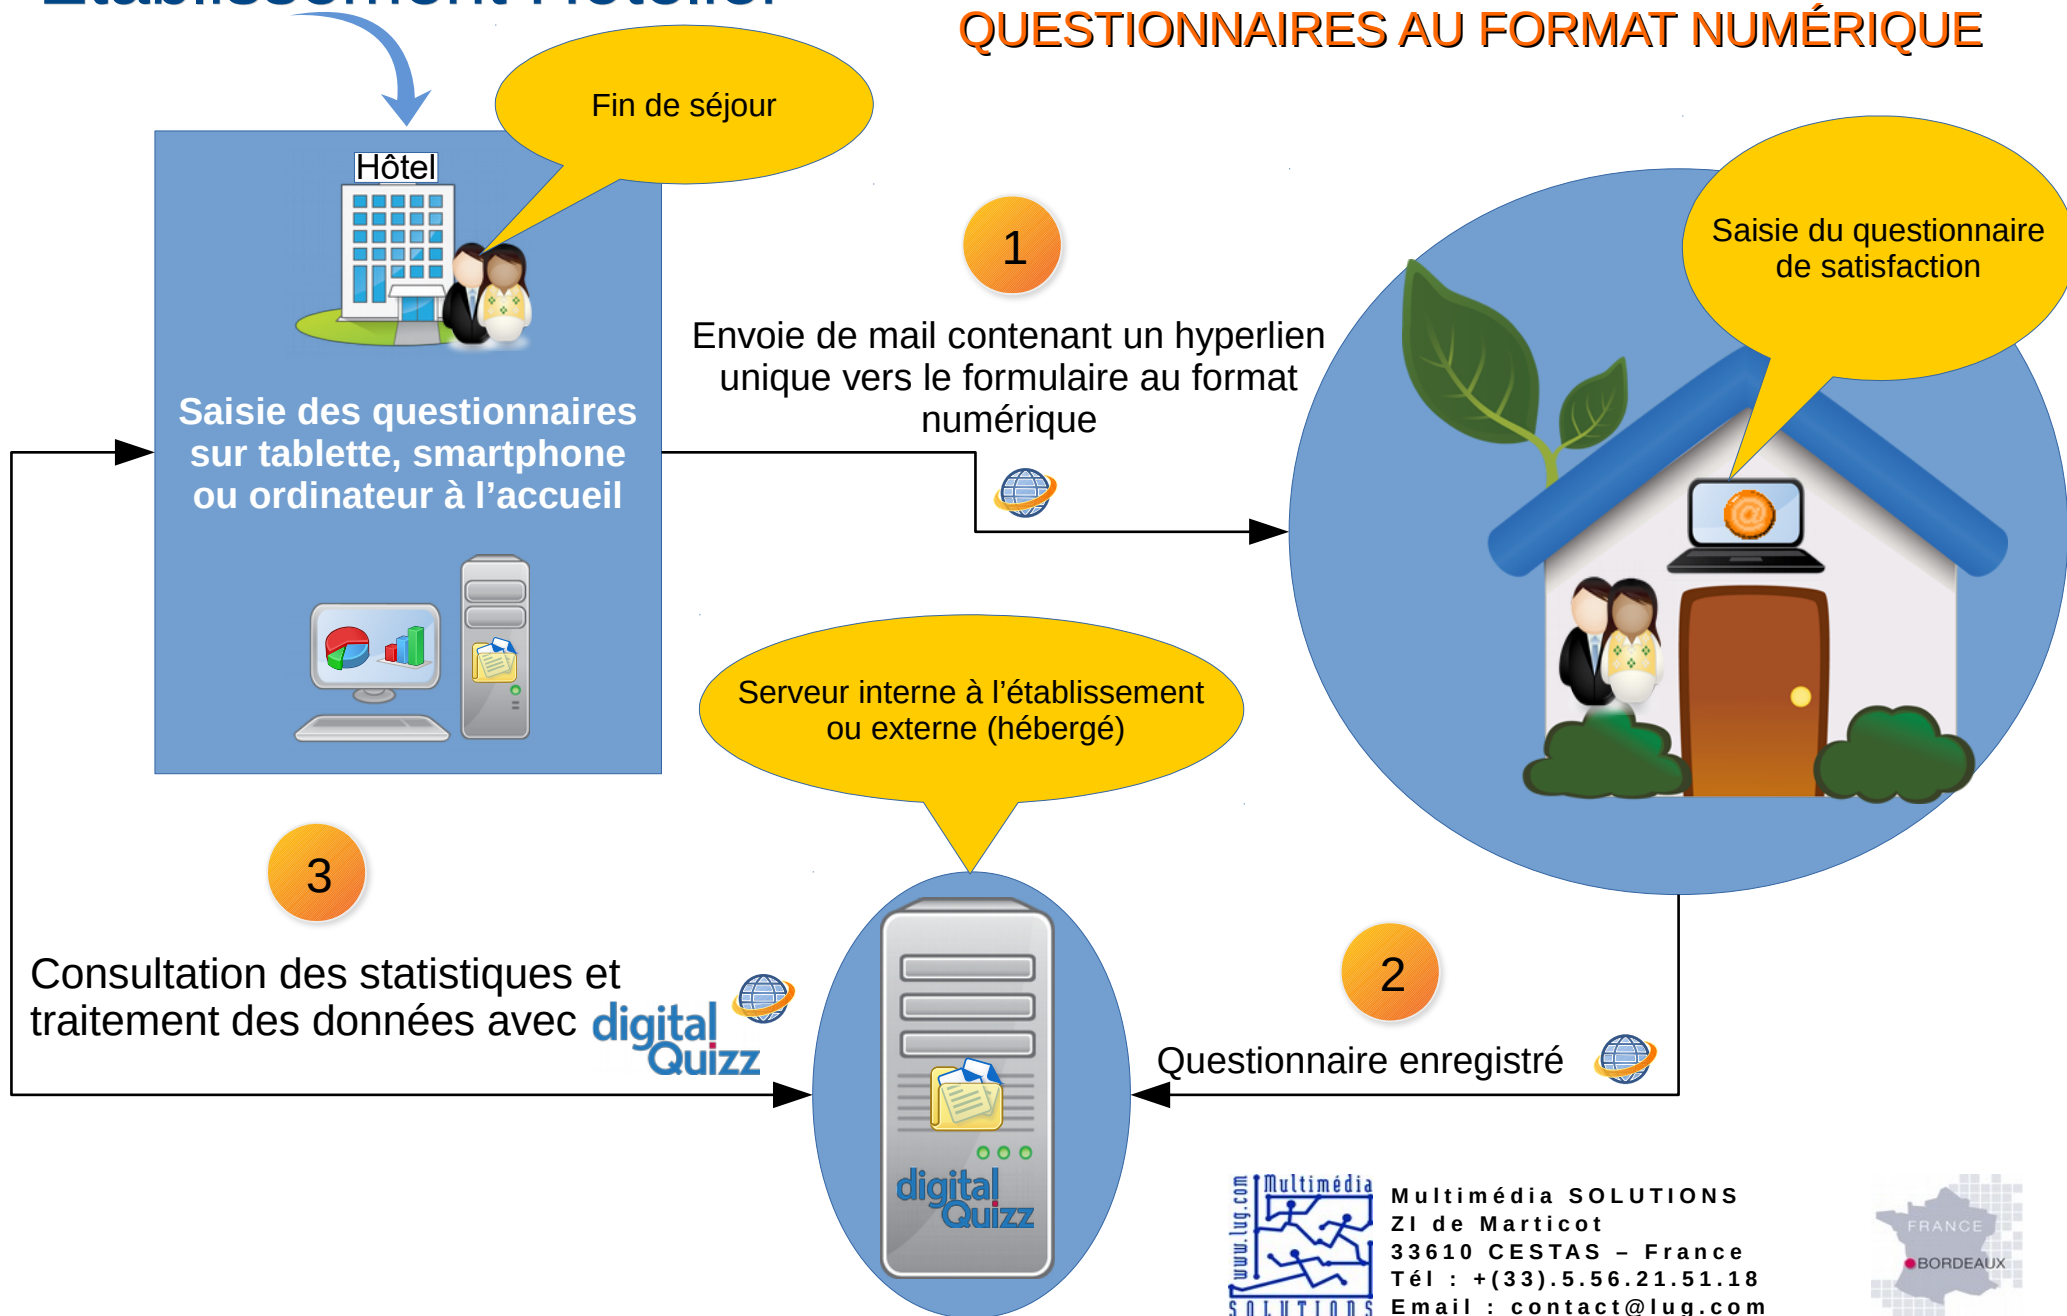 Établissement Hôtelier
QUESTIONNAIRES AU FORMAT NUMÉRIQUE
Fin de séjour
Hôtel
Saisie des questionnaires
sur tablette, smartphone
ou ordinateur à l’accueil
1
Envoie de mail contenant un hyperlien
unique vers le formulaire au format
numérique
Saisie du questionnaire
de satisfaction
@
Serveur interne à l’établissement
ou externe (hébergé)
3
Consultation des statistiques et
traitement des données avec
digital
Quizz
2
Questionnaire enregistré
digital
Quizz
www.lug.com
Multimédia
SOLUTIONS
Multimédia SOLUTIONS
ZI de Marticot
33610 CESTAS – France
Tél : +(33).5.56.21.51.18
Email : contact@lug.com
FRANCE
BORDEAUX